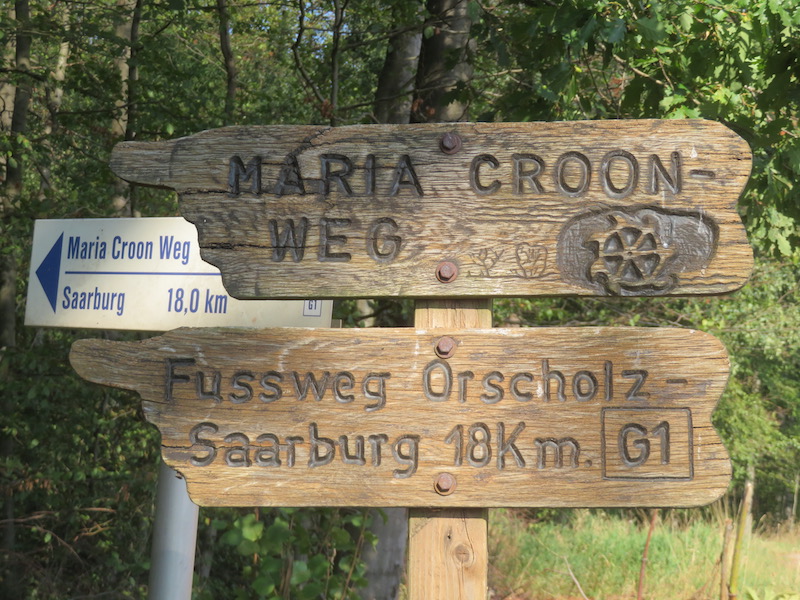 MARIA CROON-
WEG
Maria Croon Weg
Saarburg 18,0 km
G1
Fussweg Orscholz-
Saarburg 18Km. G1